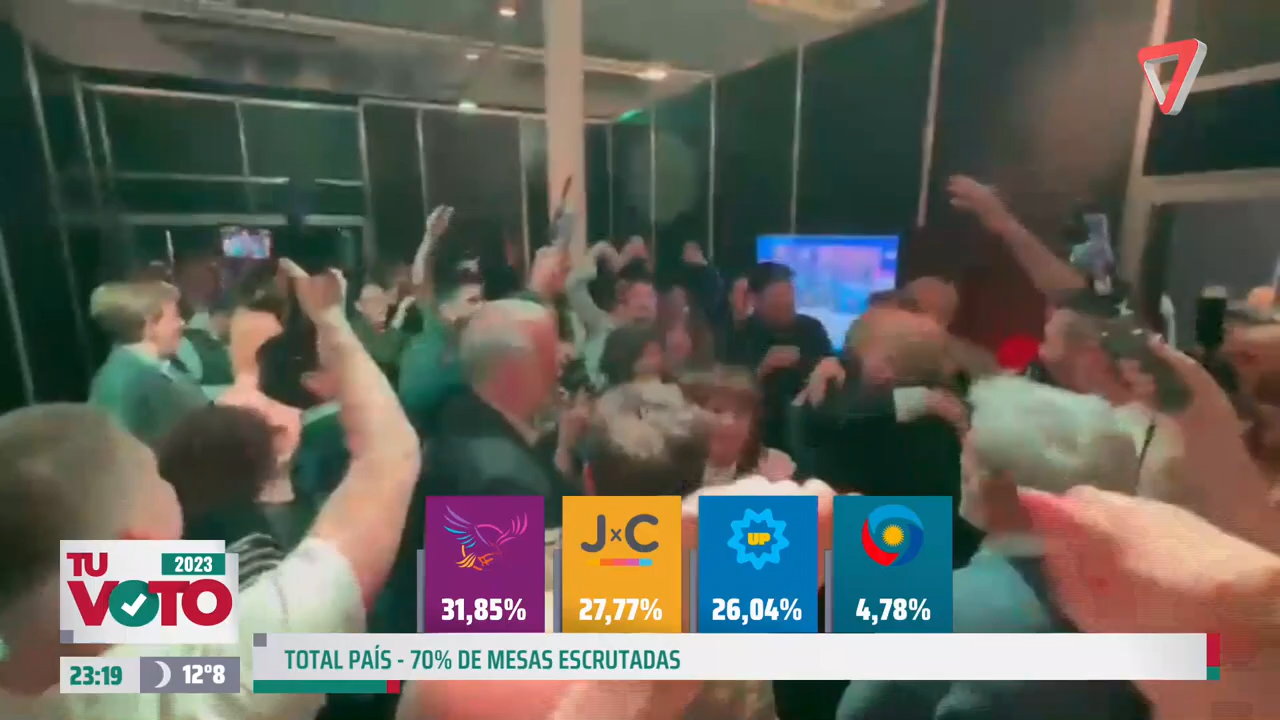 JxC
UP
31,85%
27,77%
26,04%
4,78%
TU
2023
VOTO
TOTAL PAÍS - 70% DE MESAS ESCRUTADAS
23:19
12°8